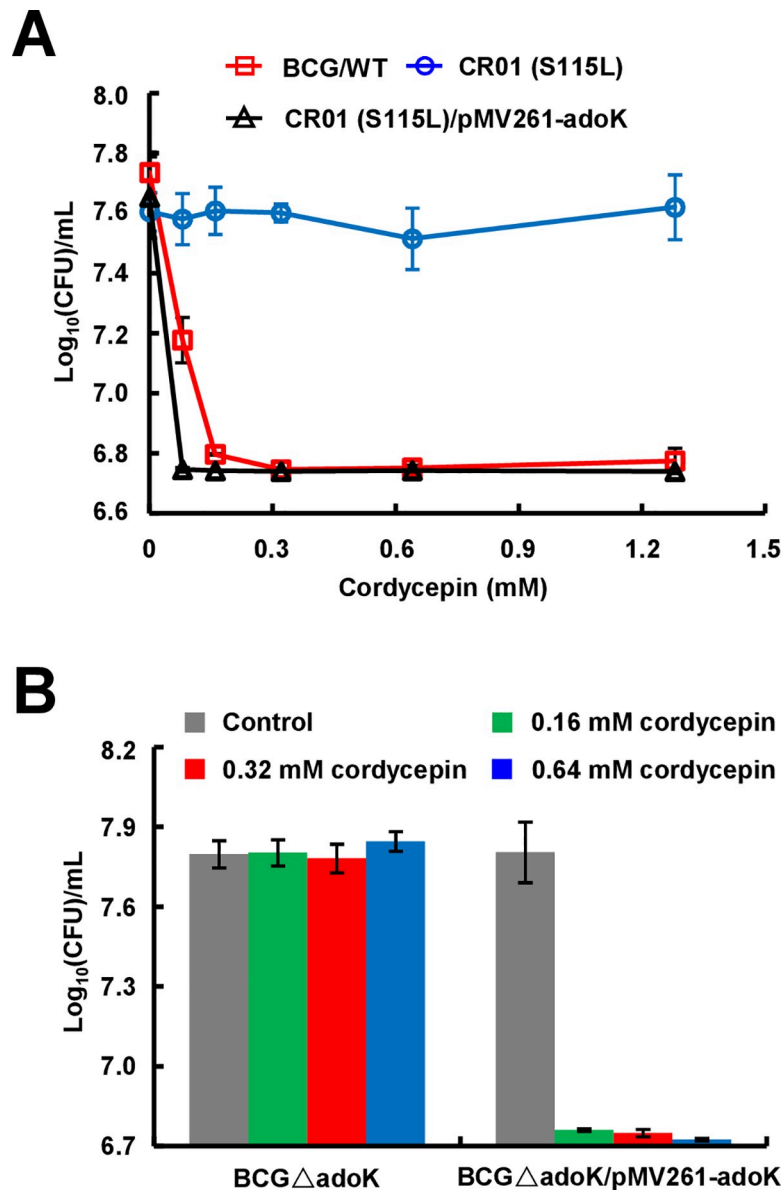 A
BCG/WT CR01 (S115L)
CR01 (S115L)/pMV261-adoK
8.0
7.8
7.6
7.4
7.2
7.0
6.8
6.6
Log₁₀(CFU)/mL
0 0.3 0.6 0.9 1.2 1.5
Cordycepin (mM)
B
Control 0.16 mM cordycepin
0.32 mM cordycepin 0.64 mM cordycepin
8.2
7.9
7.6
7.3
7.0
6.7
Log₁₀(CFU)/mL
BCG△adoK BCG△adoK/pMV261-adoK